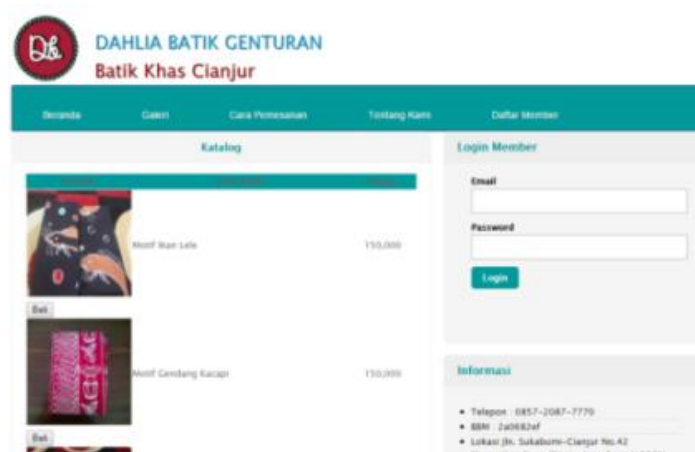 DAHLIA BATIK GENTURAN
Batik Khas Cianjur
Beranda Galeri Cara Pemesanan Tentang Kami Daftar Member
Katalog
Motif Ikan Lele 150,000
Beli
Motif Gendang Kacapi 150,000
Beli
Login Member
Email
Password
Login
Informasi
Telepon : 0857-2087-7770
BBM : 2a0682ef
Lokasi Jln. Sukabumi-Cianjur No.42